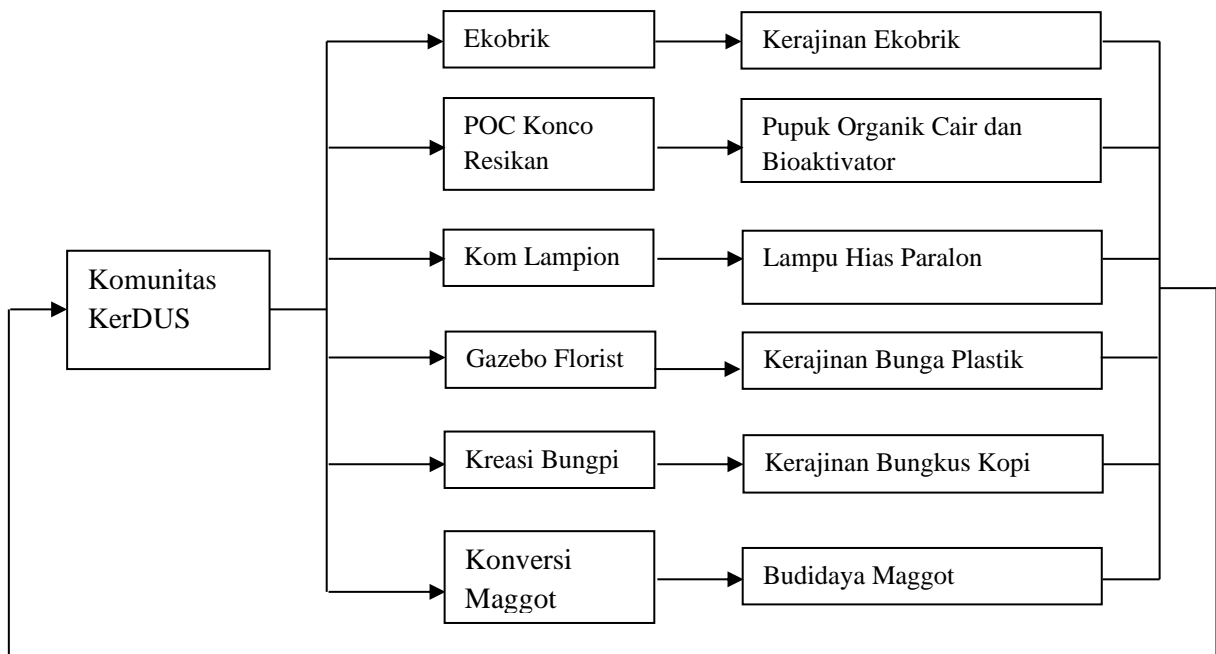 Ekobrik
Kerajinan Ekobrik
POC Konco
Resikan
Pupuk Organik Cair dan
Bioaktivator
Komunitas
KerDUS
Kom Lampion
Lampu Hias Paralon
Gazebo Florist
Kerajinan Bunga Plastik
Kreasi Bungpi
Kerajinan Bungkus Kopi
Konversi
Maggot
Budidaya Maggot